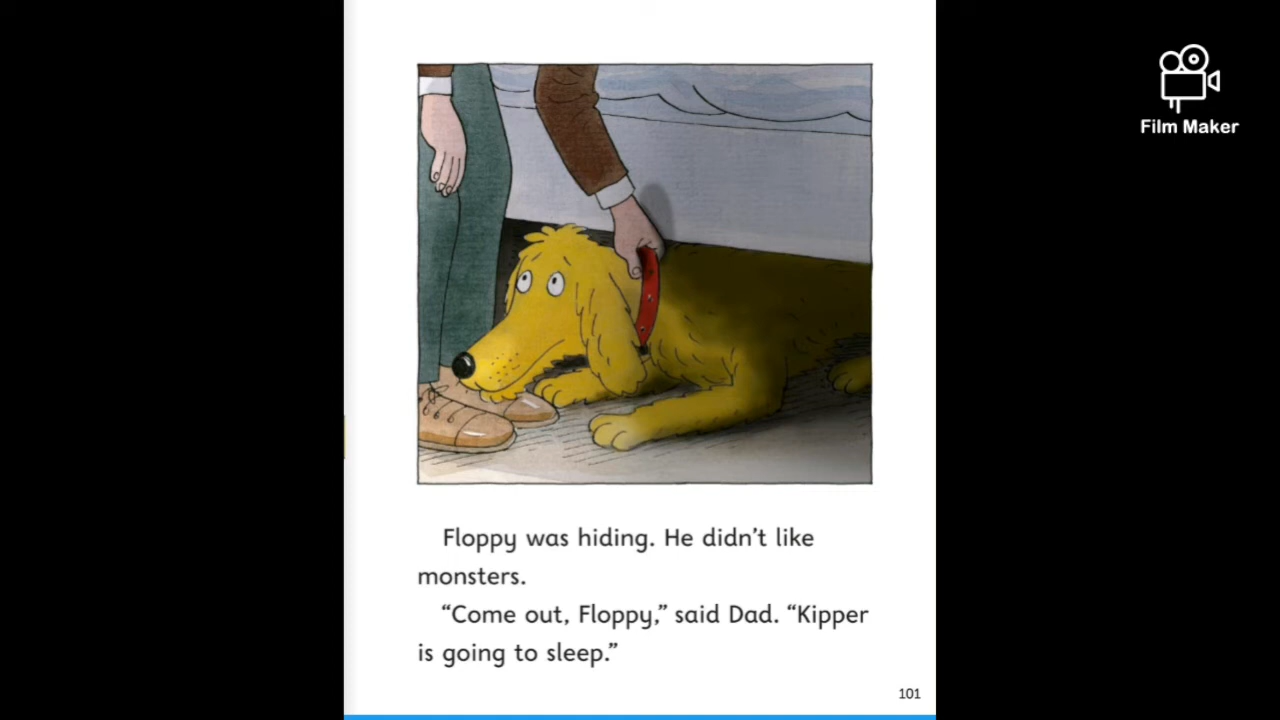 Film Maker
Floppy was hiding. He didn't like
monsters.
“Come out, Floppy,” said Dad. “Kipper
is going to sleep.”
101